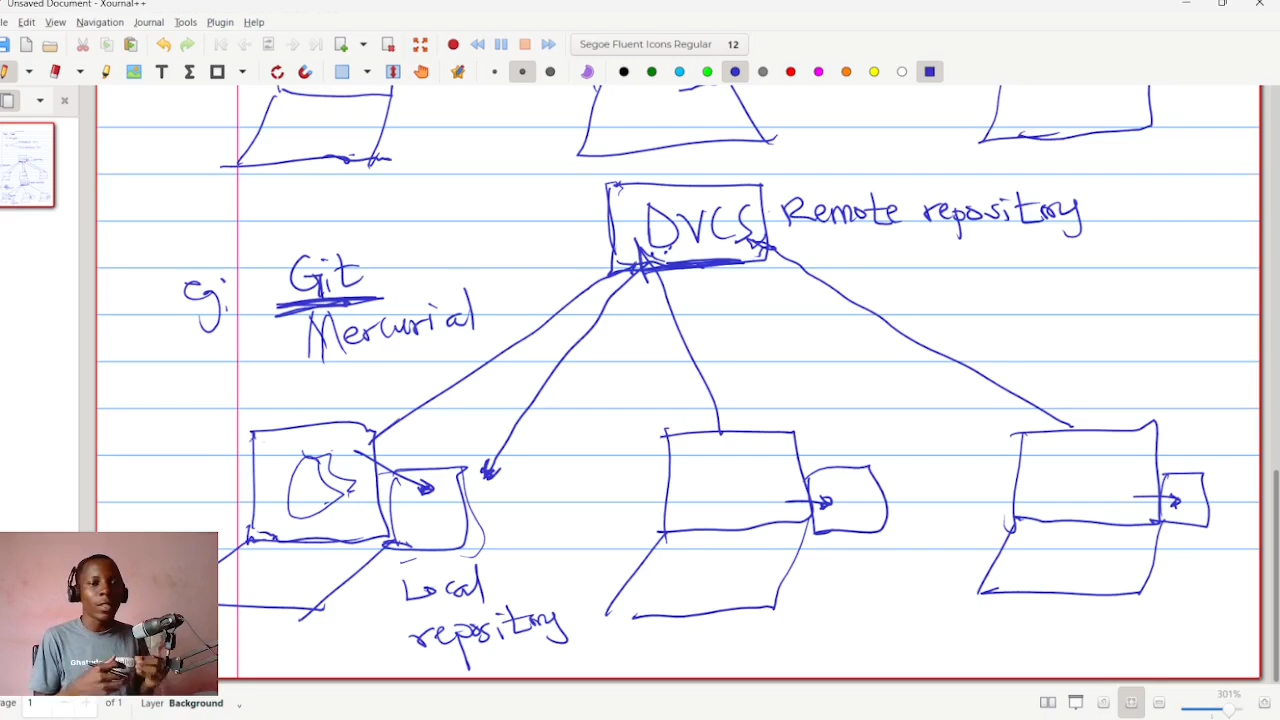 Unsaved Document - Xournal++
le Edit View Navigation Journal Tools Plugin Help
Segoe Fluent Icons Regular 12
DVCS Remote repository
eg: Git
Mercurial
Local
repository
Page 1 of 1 Layer Background
301%